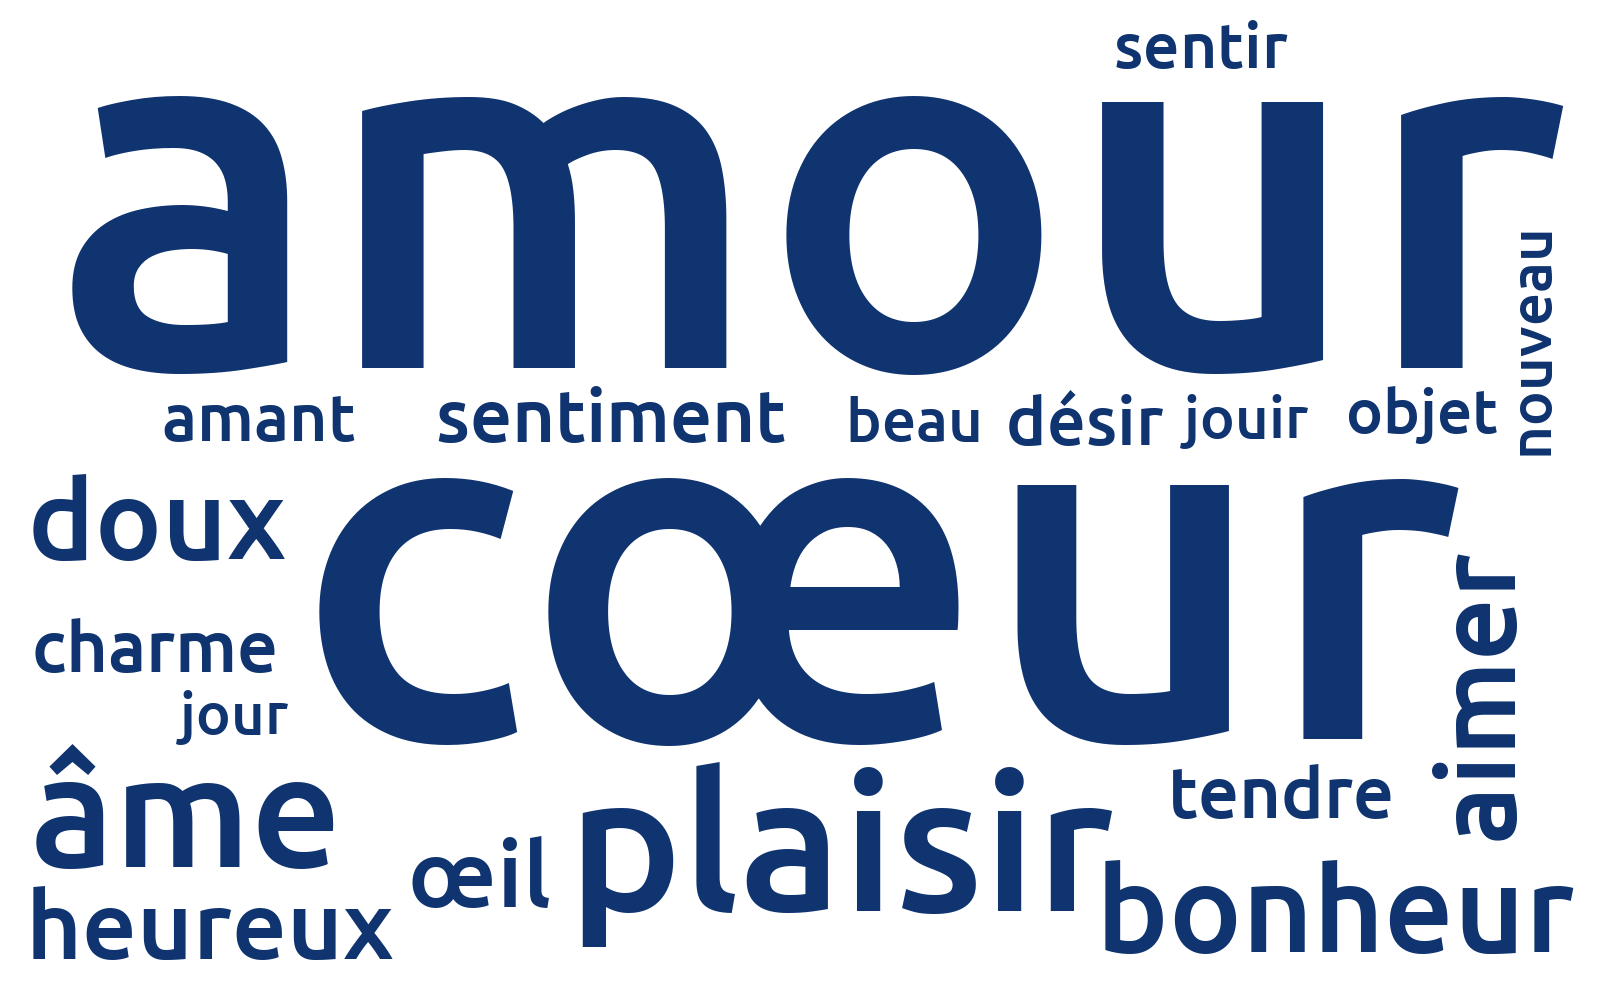 sentir
amour
nouveau
amant sentiment beau désir jouir objet
doux
cœur
aimer
charme
jour
âme
plaisir
tendre
œil
bonheur
heureux